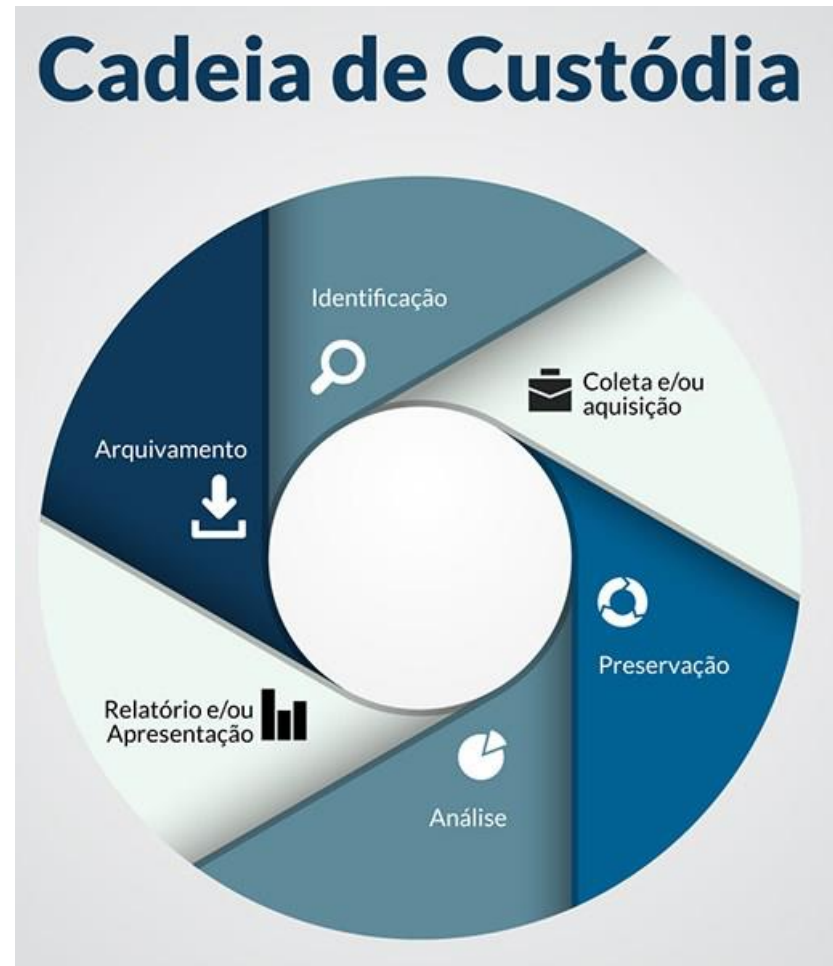 Cadeia de Custódia
Identificação
Coleta e/ou
aquisição
Preservação
Análise
Relatório e/ou
Apresentação
Arquivamento